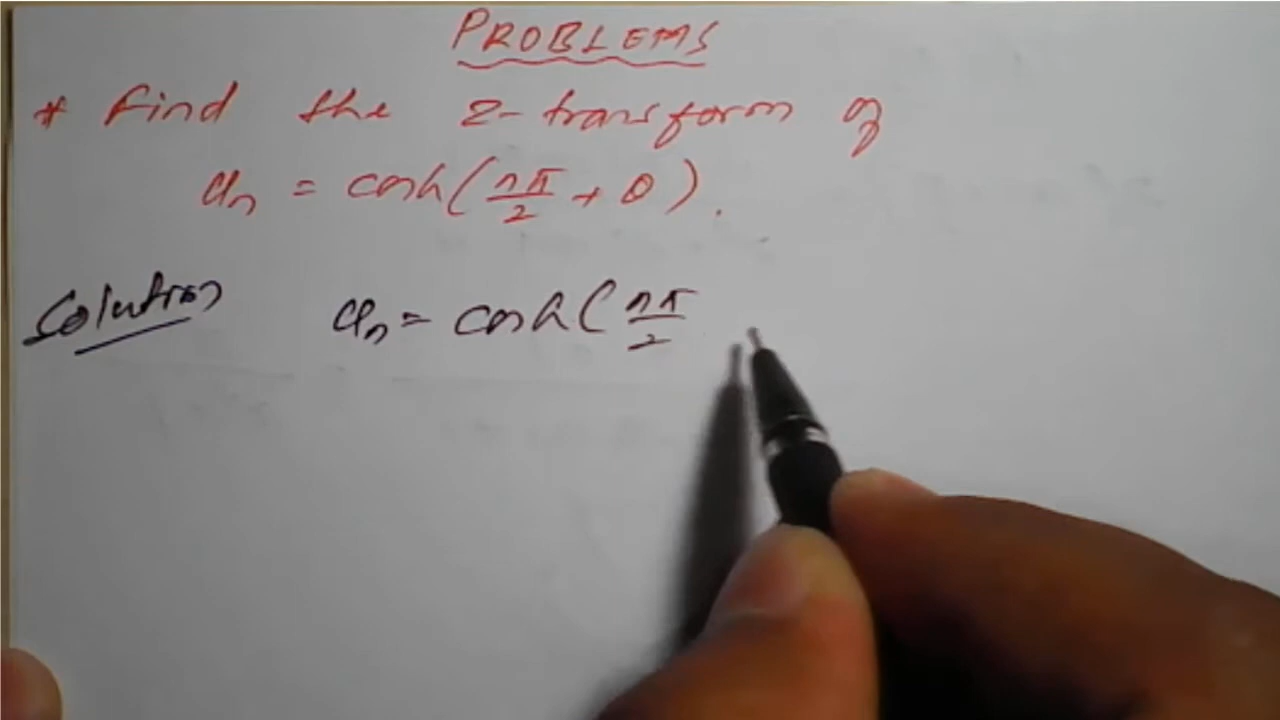 PROBLEMS
* Find the Z-transform of
un = cosh(nπ/2 + θ).
Solution un = cosh(nπ/2